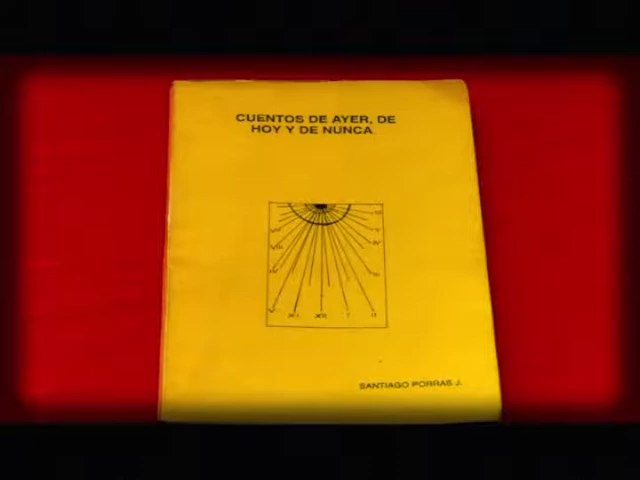 CUENTOS DE AYER, DE
HOY Y DE NUNCA.
SANTIAGO PORRAS J.